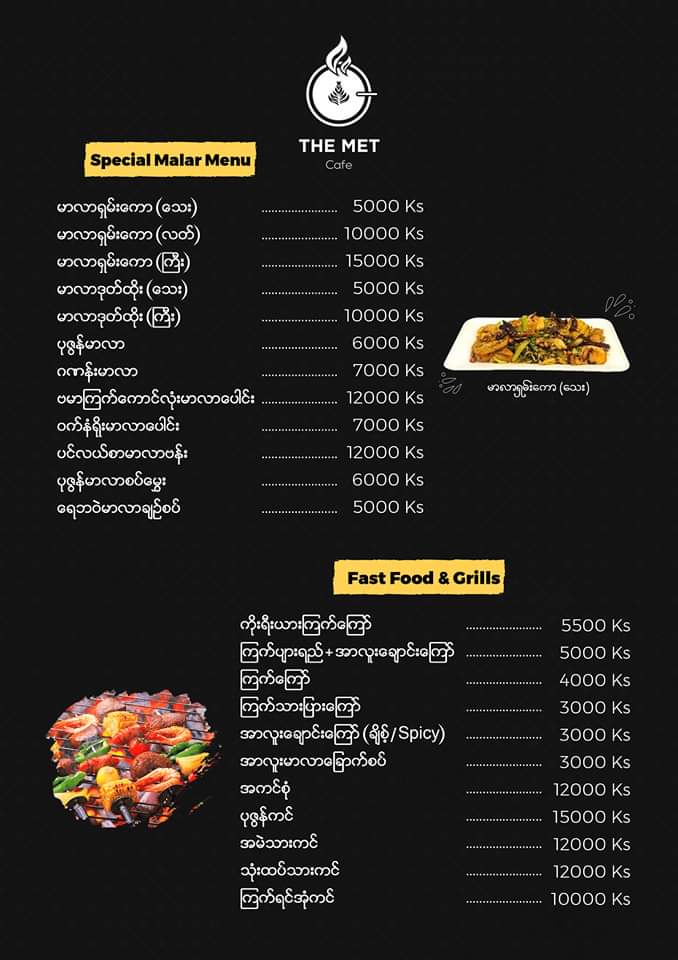 THE MET
Cafe
Special Malar Menu
မာလာရှမ်းကော (သေး) ....................... 5000 Ks
မာလာရှမ်းကော (လတ်) ....................... 10000 Ks
မာလာရှမ်းကော (ကြီး) ....................... 15000 Ks
မာလာဒုတ်ထိုး (သေး) ....................... 5000 Ks
မာလာဒုတ်ထိုး (ကြီး) ....................... 10000 Ks
ပုဇွန်မာလာ ....................... 6000 Ks
ဂဏန်းမာလာ ....................... 7000 Ks
ဗမာကြက်ကောင်လုံးမာလာပေါင်း ....................... 12000 Ks
ဝက်နံရိုးမာလာပေါင်း ....................... 7000 Ks
ပင်လယ်စာမာလာဗန်း ....................... 12000 Ks
ပုဇွန်မာလာစပ်မွှေး ....................... 6000 Ks
ရေဘဝဲမာလာချဉ်စပ် ....................... 5000 Ks
မာလာရှမ်းကော (သေး)
Fast Food & Grills
ကိုးရီးယားကြက်ကြော် ....................... 5500 Ks
ကြက်ပျားရည် + အာလူးချောင်းကြော် ....................... 5000 Ks
ကြက်ကြော် ....................... 4000 Ks
ကြက်သားပြားကြော် ....................... 3000 Ks
အာလူးချောင်းကြော် (ချိစ့် / Spicy) ....................... 3000 Ks
အာလူးမာလာခြောက်စပ် ....................... 3000 Ks
အကင်စုံ ....................... 12000 Ks
ပုဇွန်ကင် ....................... 15000 Ks
အမဲသားကင် ....................... 12000 Ks
သုံးထပ်သားကင် ....................... 12000 Ks
ကြက်ရင်အုံကင် ....................... 10000 Ks